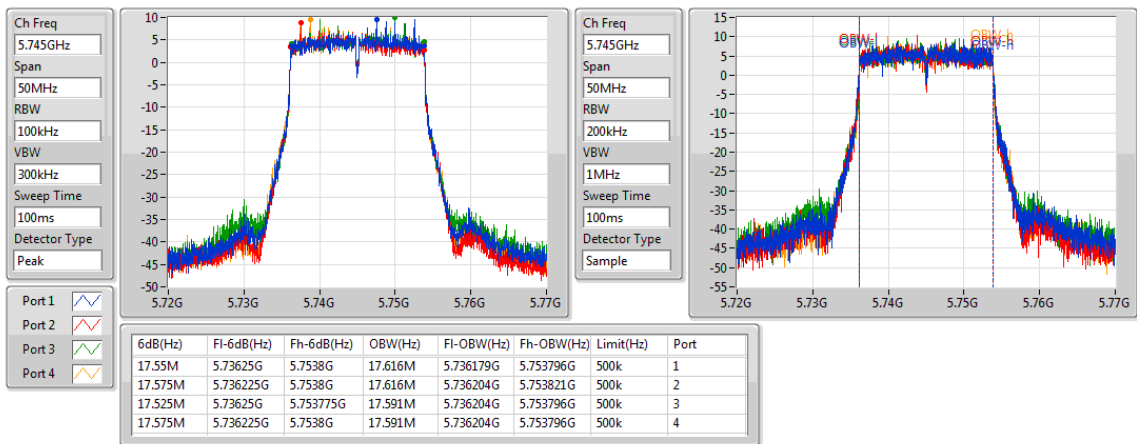 Ch Freq
5.745GHz
Span
50MHz
RBW
100kHz
VBW
300kHz
Sweep Time
100ms
Detector Type
Peak
10
5
0
-5
-10
-15
-20
-25
-30
-35
-40
-45
-50
5.72G 5.73G 5.74G 5.75G 5.76G 5.77G
Ch Freq
5.745GHz
Span
50MHz
RBW
200kHz
VBW
1MHz
Sweep Time
100ms
Detector Type
Sample
15
10
5
0
-5
-10
-15
-20
-25
-30
-35
-40
-45
-50
-55
OBW-l OBW-h
5.72G 5.73G 5.74G 5.75G 5.76G 5.77G
Port 1
Port 2
Port 3
Port 4
6dB(Hz) Fl-6dB(Hz) Fh-6dB(Hz) OBW(Hz) Fl-OBW(Hz) Fh-OBW(Hz) Limit(Hz) Port
17.55M 5.73625G 5.7538G 17.616M 5.736179G 5.753796G 500k 1
17.575M 5.736225G 5.7538G 17.616M 5.736204G 5.753821G 500k 2
17.525M 5.73625G 5.753775G 17.591M 5.736204G 5.753796G 500k 3
17.575M 5.736225G 5.7538G 17.591M 5.736204G 5.753796G 500k 4